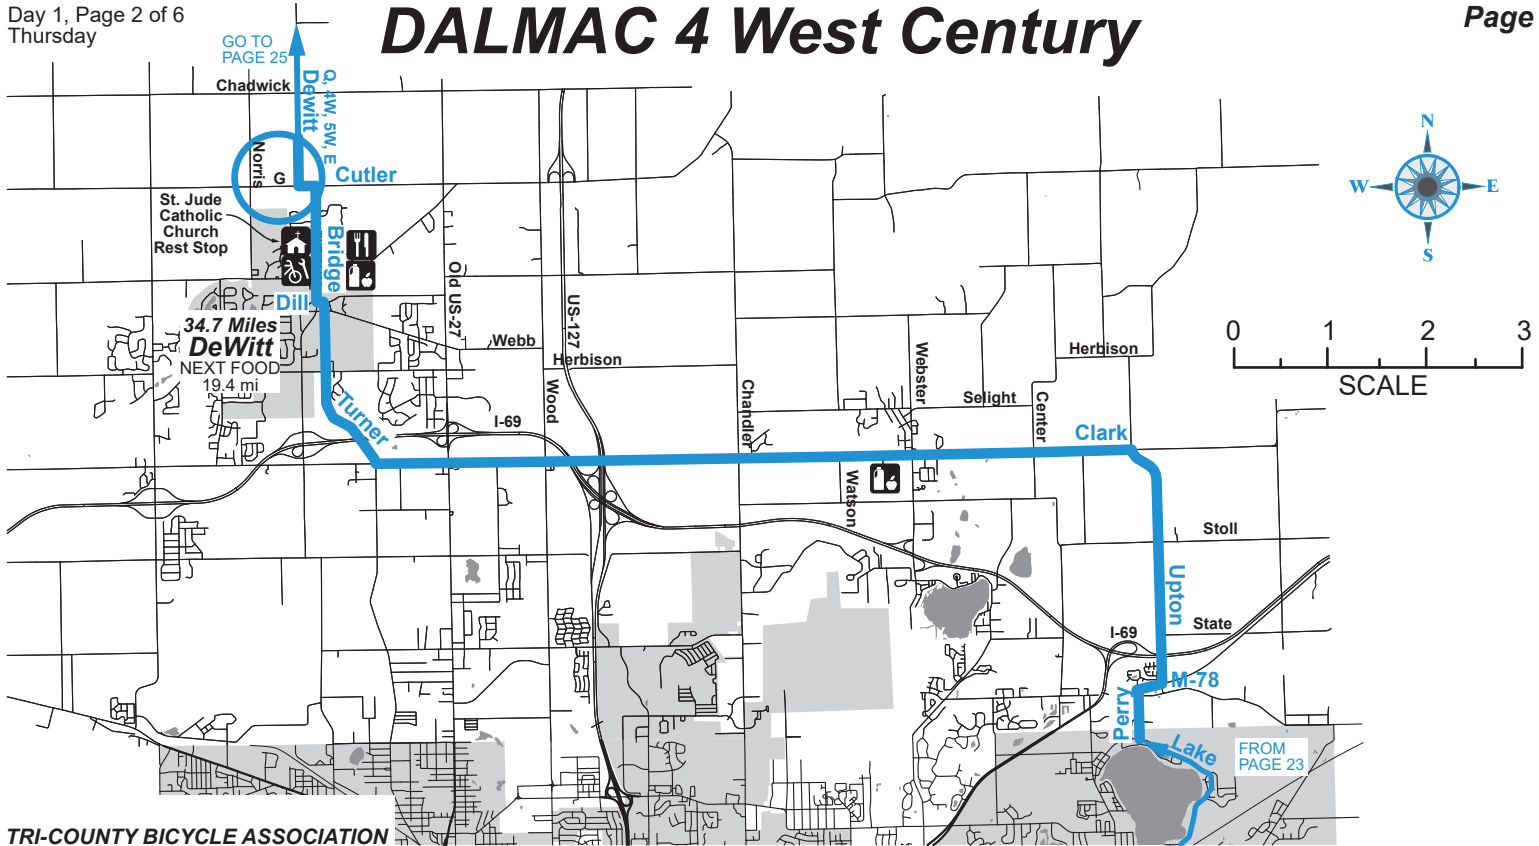 Day 1, Page 2 of 6
Thursday
DALMAC 4 West Century
Page
GO TO
PAGE 25
Chadwick
Dewitt
Q, 4W, 5W, E
Norris
G
Cutler
St. Jude
Catholic
Church
Rest Stop
Bridge
Dill
34.7 Miles
DeWitt
NEXT FOOD
19.4 mi
Old US-27
US-127
Webb
Herbison
Wood
Turner
I-69
Chandler
Webster
Selight
Center
Herbison
Clark
Watson
Stoll
Upton
State
I-69
M-78
Perry
Lake
FROM
PAGE 23
N
W
E
S
0 1 2 3
SCALE
TRI-COUNTY BICYCLE ASSOCIATION